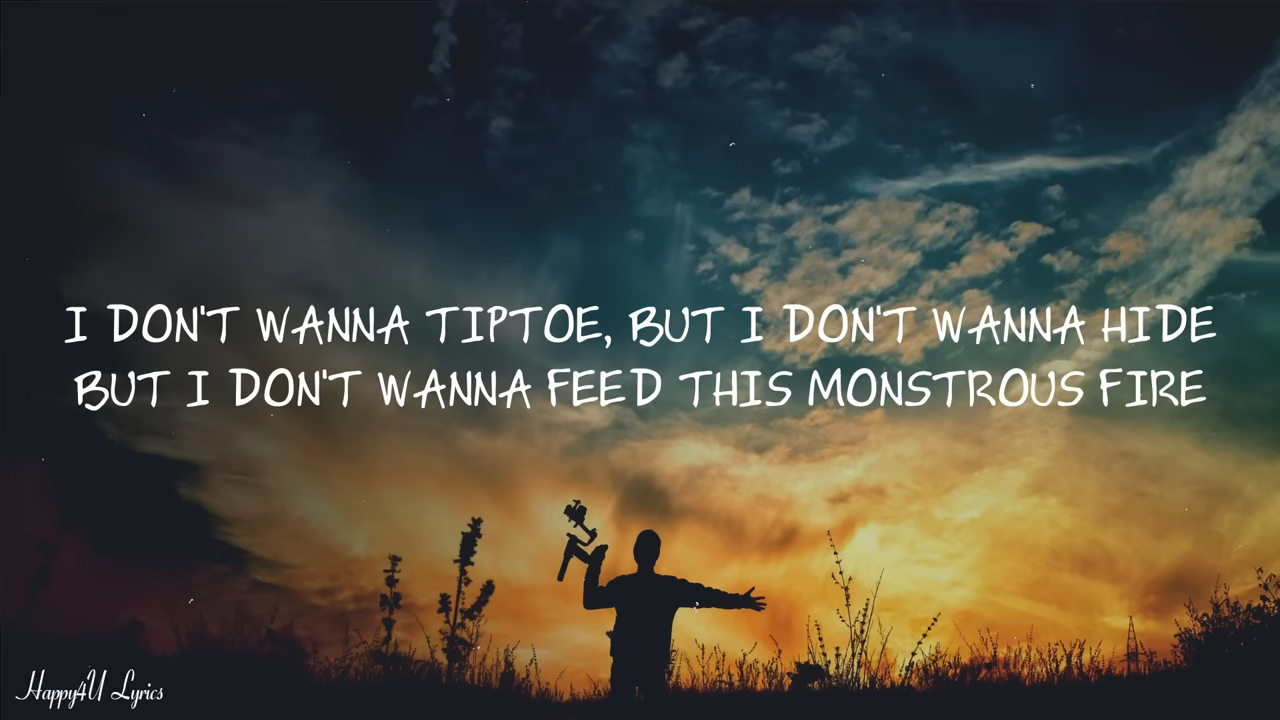 I DON'T WANNA TIPTOE, BUT I DON'T WANNA HIDE
BUT I DON'T WANNA FEED THIS MONSTROUS FIRE
Happy4U Lyrics